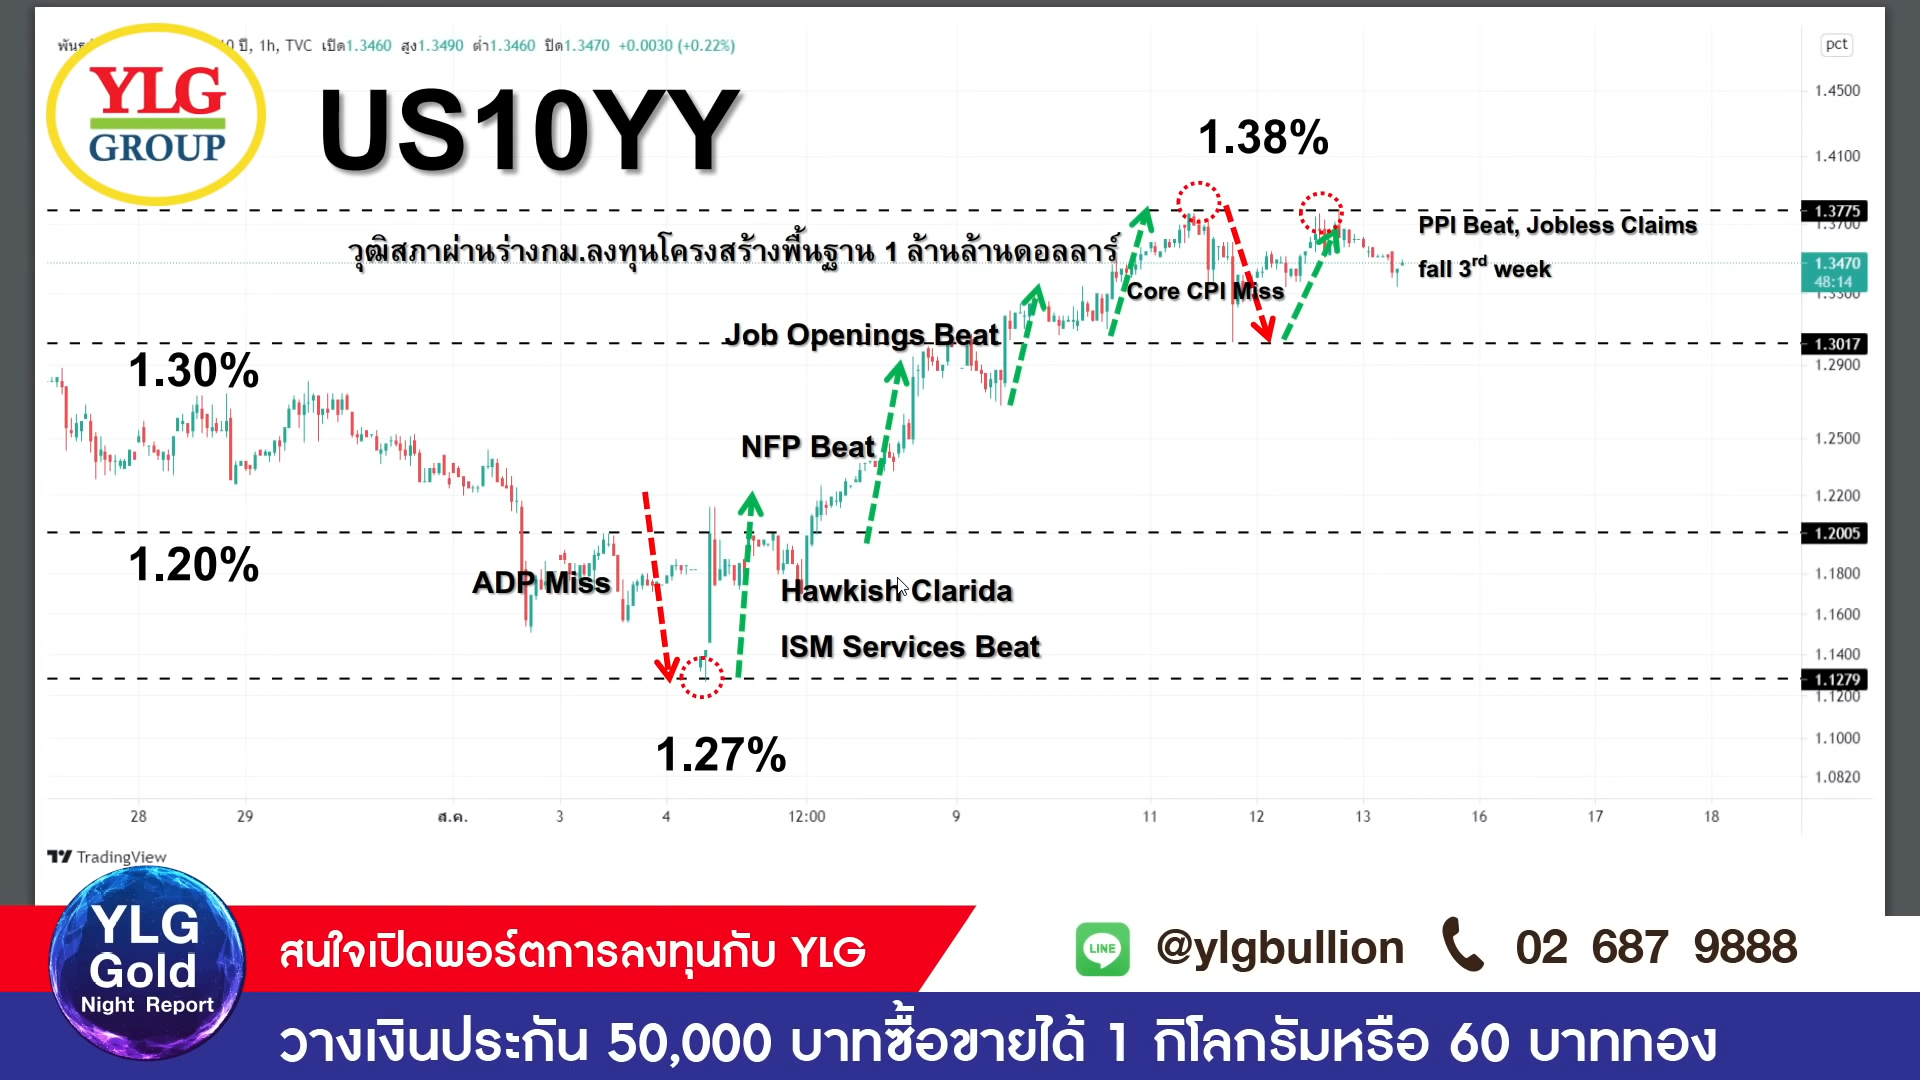 YLG
GROUP
0 ปี, 1h, TVC เปิด1.3460 สูง1.3490 ต่ำ1.3460 ปิด1.3470 +0.0030 (+0.22%)
pct
US10YY
1.38%
วุฒิสภาผ่านร่างกม.ลงทุนโครงสร้างพื้นฐาน 1 ล้านล้านดอลลาร์
PPI Beat, Jobless Claims
fall 3rd week
Core CPI Miss
Job Openings Beat
1.30%
NFP Beat
1.20%
ADP Miss
Hawkish Clarida
ISM Services Beat
1.27%
1.4500
1.4100
1.3775
1.3700
1.3470
48:14
1.3300
1.3017
1.2900
1.2500
1.2200
1.2005
1.1800
1.1600
1.1400
1.1279
1.1200
1.1000
1.0820
28 29 ส.ค. 3 4 12:00 9 11 12 13 16 17 18
TradingView
YLG
Gold
Night Report
สนใจเปิดพอร์ตการลงทุนกับ YLG
LINE
@ylgbullion 02 687 9888
วางเงินประกัน 50,000 บาทซื้อขายได้ 1 กิโลกรัมหรือ 60 บาททอง